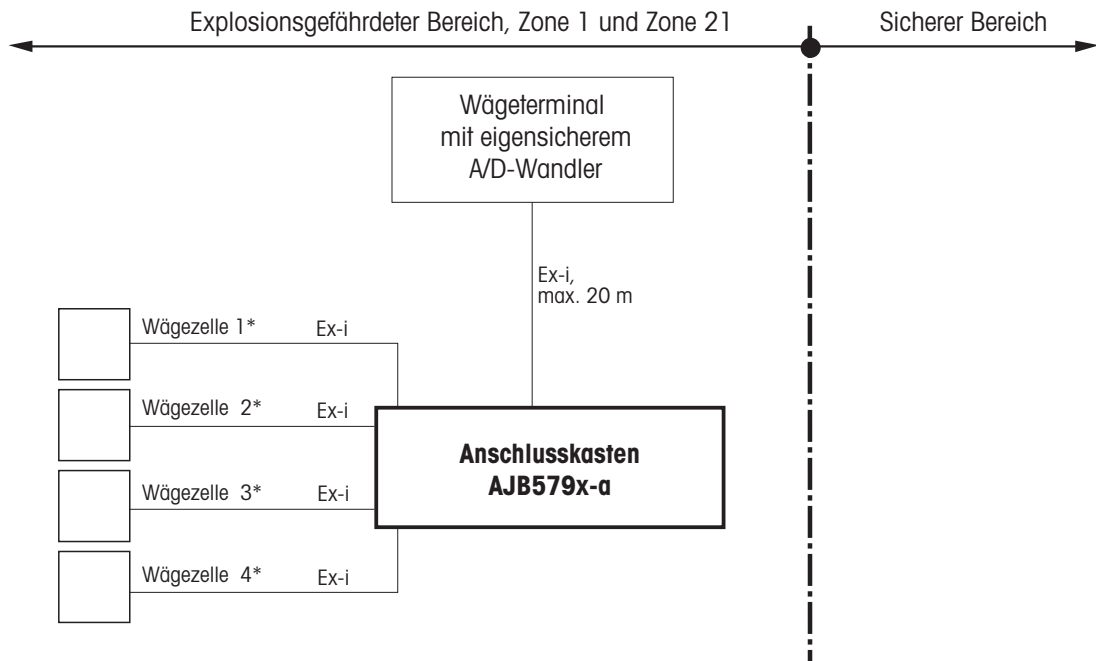 Explosionsgefährdeter Bereich, Zone 1 und Zone 21
Sicherer Bereich
Wägeterminal
mit eigensicherem
A/D-Wandler
Ex-i,
max. 20 m
Wägezelle 1* Ex-i
Wägezelle 2* Ex-i
Wägezelle 3* Ex-i
Wägezelle 4* Ex-i
Anschlusskasten
AJB579x-a